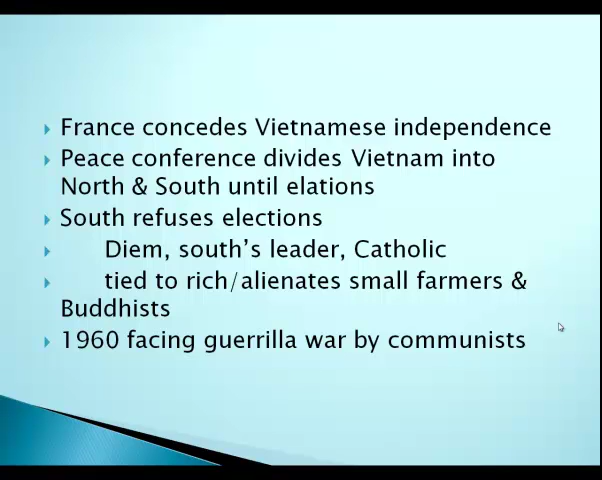 France concedes Vietnamese independence
Peace conference divides Vietnam into
North & South until elations
South refuses elections
Diem, south's leader, Catholic
tied to rich/alienates small farmers &
Buddhists
1960 facing guerrilla war by communists